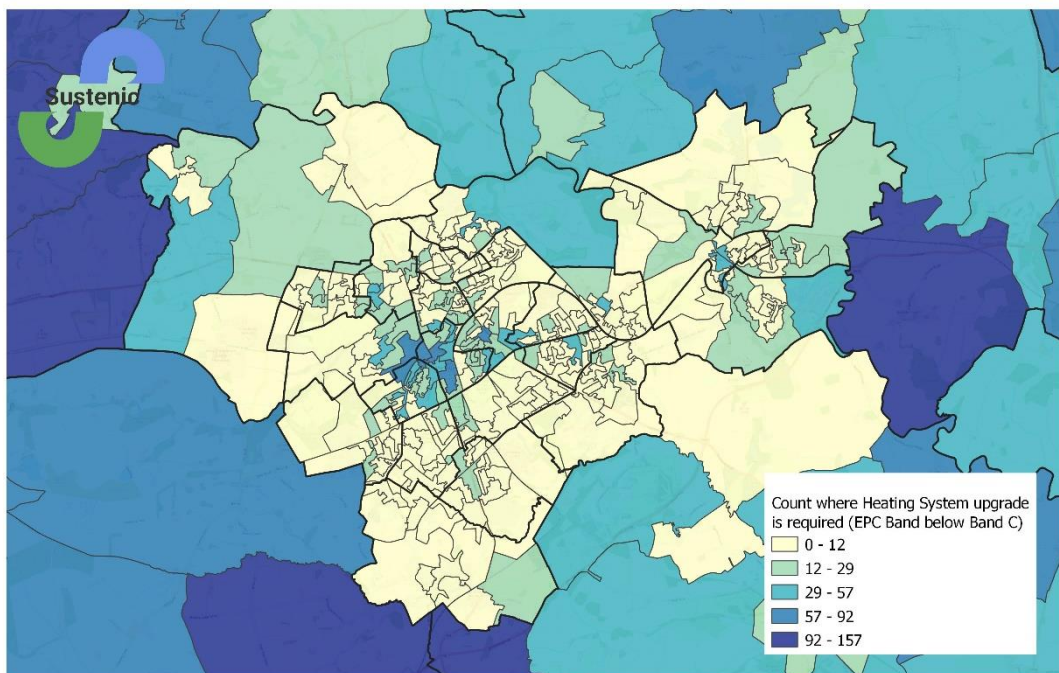 Sustenic
Count where Heating System upgrade
is required (EPC Band below Band C)
0 - 12
12 - 29
29 - 57
57 - 92
92 - 157